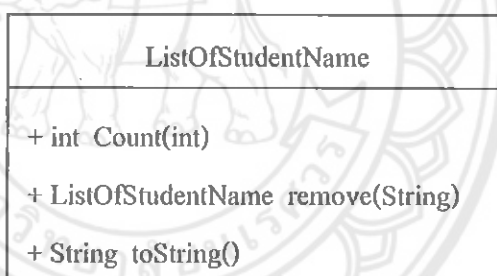 ListOfStudentName
+ int Count(int)
+ ListOfStudentName remove(String)
+ String toString()